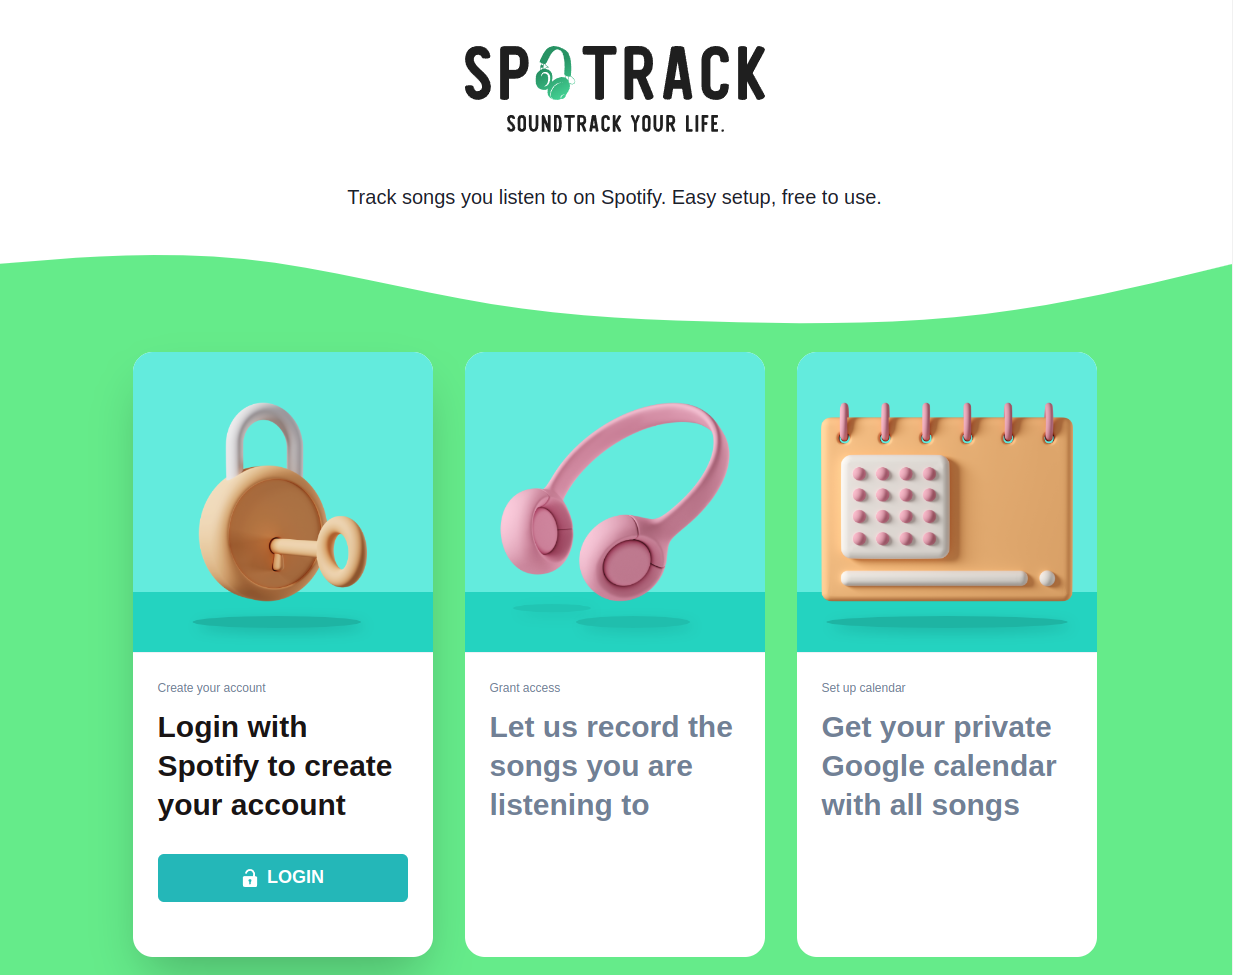 SPOTRACK
SOUNDTRACK YOUR LIFE.
Track songs you listen to on Spotify. Easy setup, free to use.
Create your account
Login with
Spotify to create
your account
LOGIN
Grant access
Let us record the
songs you are
listening to
Set up calendar
Get your private
Google calendar
with all songs